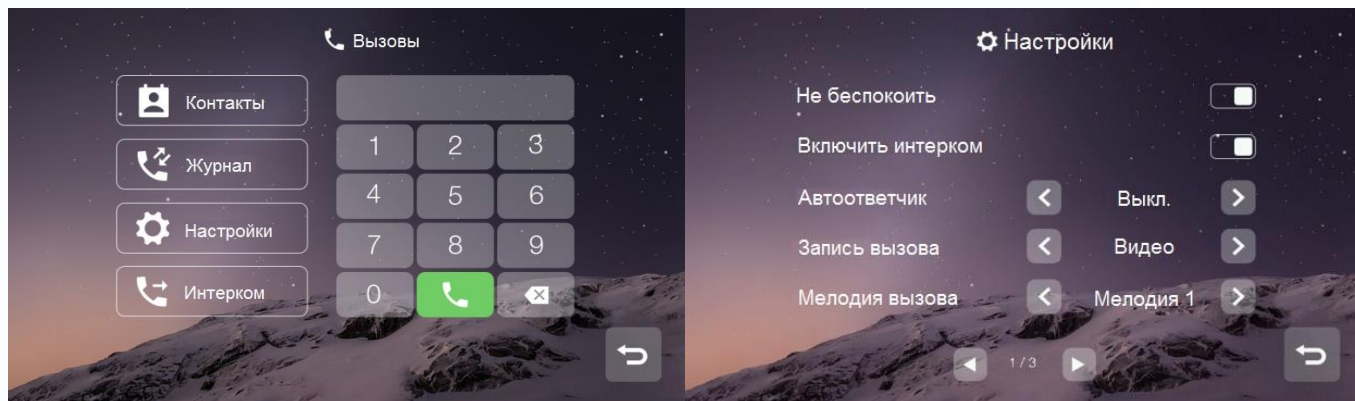 Вызовы
Контакты
Журнал
Настройки
Интерком
1 2 3
4 5 6
7 8 9
0
Настройки
Не беспокоить
Включить интерком
Автоответчик Выкл.
Запись вызова Видео
Мелодия вызова Мелодия 1
1/3